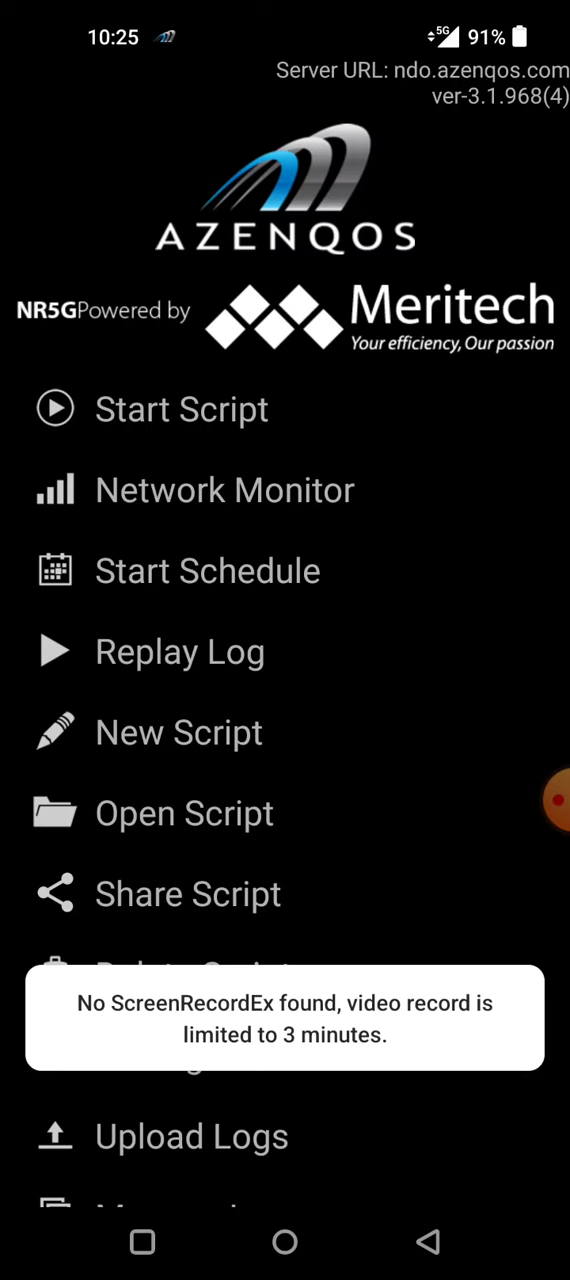 10:25
5G 91%
Server URL: ndo.azenqos.com
ver-3.1.968(4)
AZENQOS
NR5GPowered by Meritech
Your efficiency, Our passion
Start Script
Network Monitor
Start Schedule
Replay Log
New Script
Open Script
Share Script
No ScreenRecordEx found, video record is
limited to 3 minutes.
Upload Logs